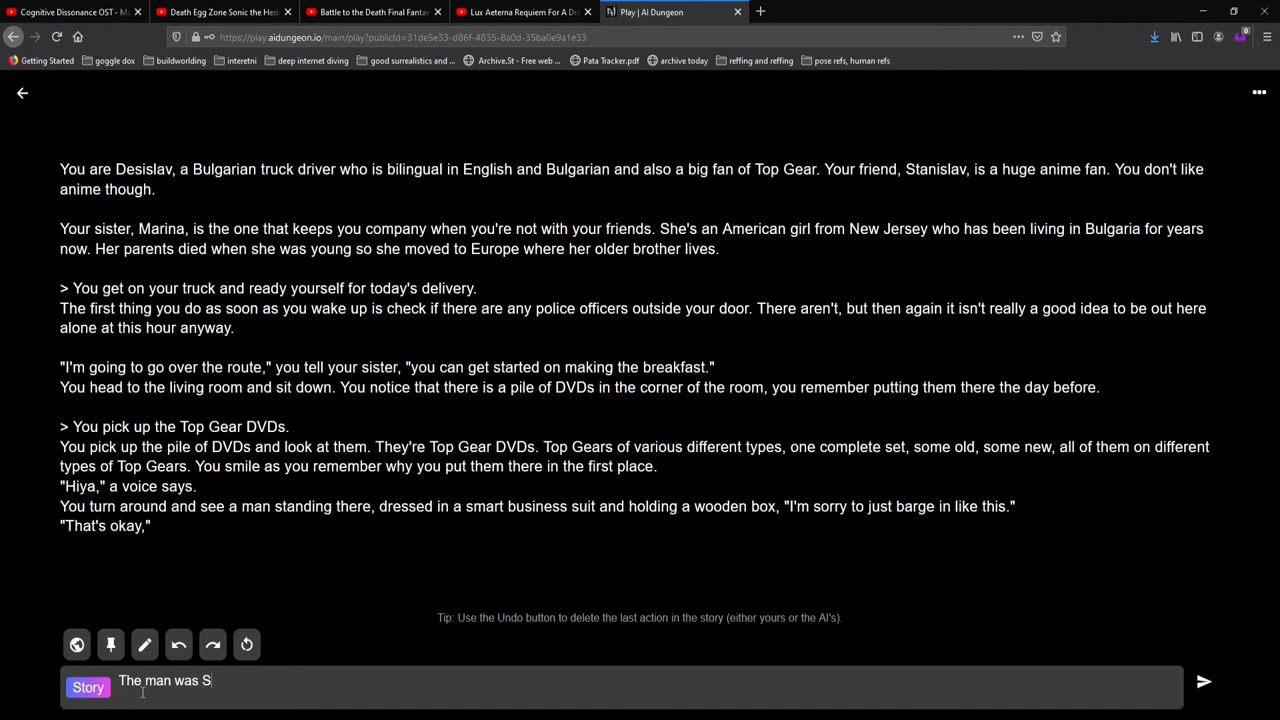 Cognitive Dissonance OST - M
Death Egg Zone Sonic the Hed
Battle to the Death Final Fantas
Lux Aeterna Requiem For A Dre
Play | AI Dungeon
https://play.aidungeon.io/main/play?publicId=31de5e33-d86f-4835-8a0d-35ba0e9a1e33
0
Getting Started
goggle dox
buildworlding
interetni
deep internet diving
good surrealistics and ...
Archive.St - Free web ...
Pata Tracker.pdf
archive today
reffing and reffing
pose refs, human refs
You are Desislav, a Bulgarian truck driver who is bilingual in English and Bulgarian and also a big fan of Top Gear. Your friend, Stanislav, is a huge anime fan. You don't like
anime though.
Your sister, Marina, is the one that keeps you company when you're not with your friends. She's an American girl from New Jersey who has been living in Bulgaria for years
now. Her parents died when she was young so she moved to Europe where her older brother lives.
> You get on your truck and ready yourself for today's delivery.
The first thing you do as soon as you wake up is check if there are any police officers outside your door. There aren't, but then again it isn't really a good idea to be out here
alone at this hour anyway.
"I'm going to go over the route," you tell your sister, "you can get started on making the breakfast."
You head to the living room and sit down. You notice that there is a pile of DVDs in the corner of the room, you remember putting them there the day before.
> You pick up the Top Gear DVDs.
You pick up the pile of DVDs and look at them. They're Top Gear DVDs. Top Gears of various different types, one complete set, some old, some new, all of them on different
types of Top Gears. You smile as you remember why you put them there in the first place.
"Hiya," a voice says.
You turn around and see a man standing there, dressed in a smart business suit and holding a wooden box, "I'm sorry to just barge in like this."
"That's okay,"
Tip: Use the Undo button to delete the last action in the story (either yours or the AI's).
Story
The man was S